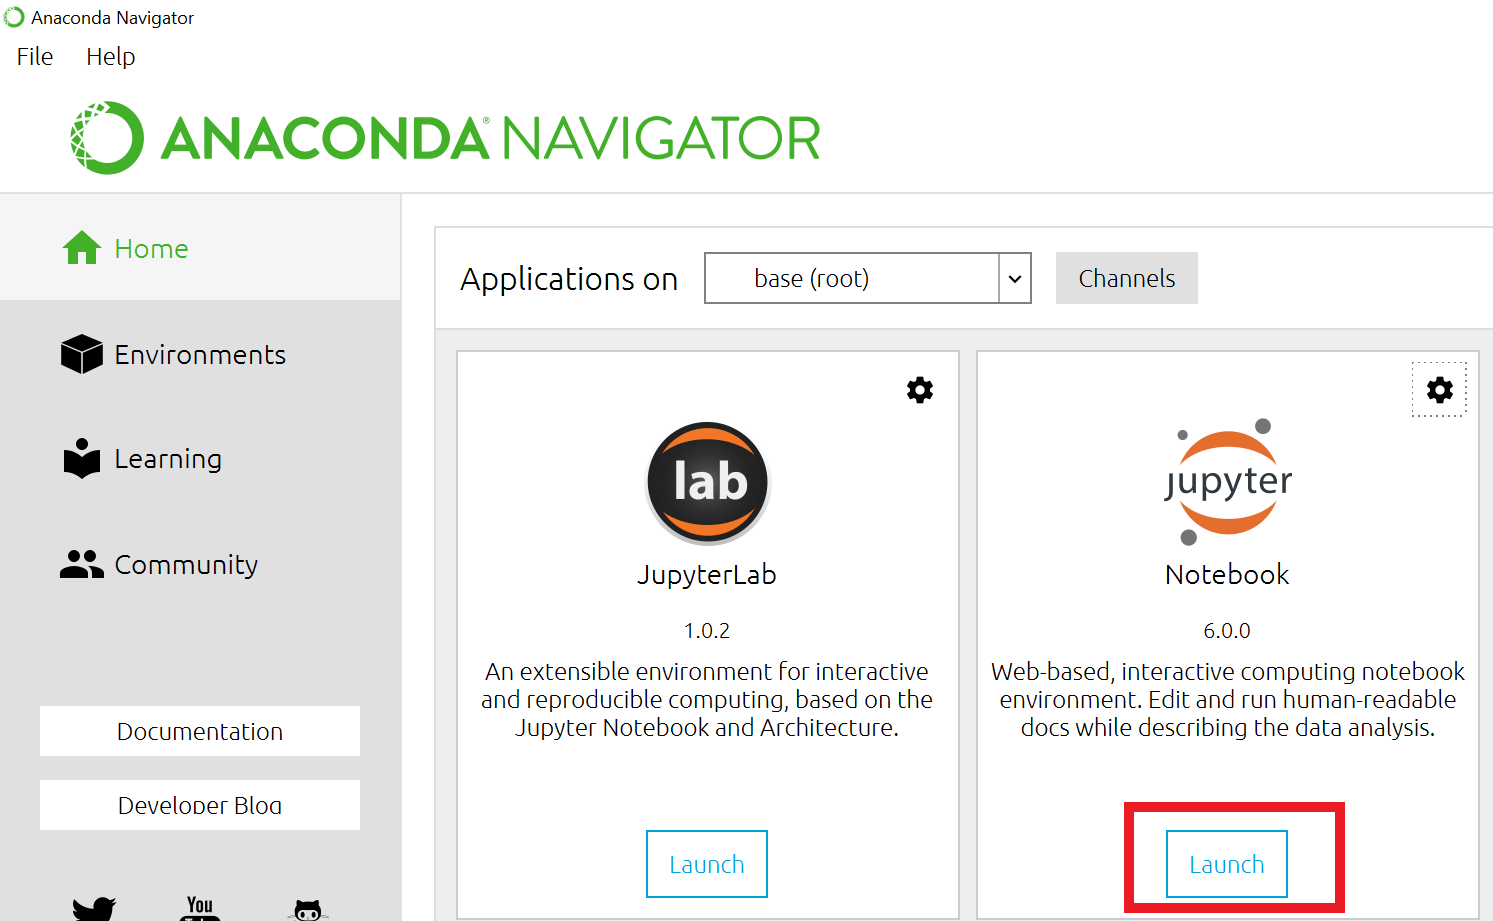 Anaconda Navigator
File Help
ANACONDA® NAVIGATOR
Home
Environments
Learning
Community
Documentation
Developer Blog
You
Applications on base (root) Channels
lab
JupyterLab
1.0.2
An extensible environment for interactive
and reproducible computing, based on the
Jupyter Notebook and Architecture.
Launch
jupyter
Notebook
6.0.0
Web-based, interactive computing notebook
environment. Edit and run human-readable
docs while describing the data analysis.
Launch